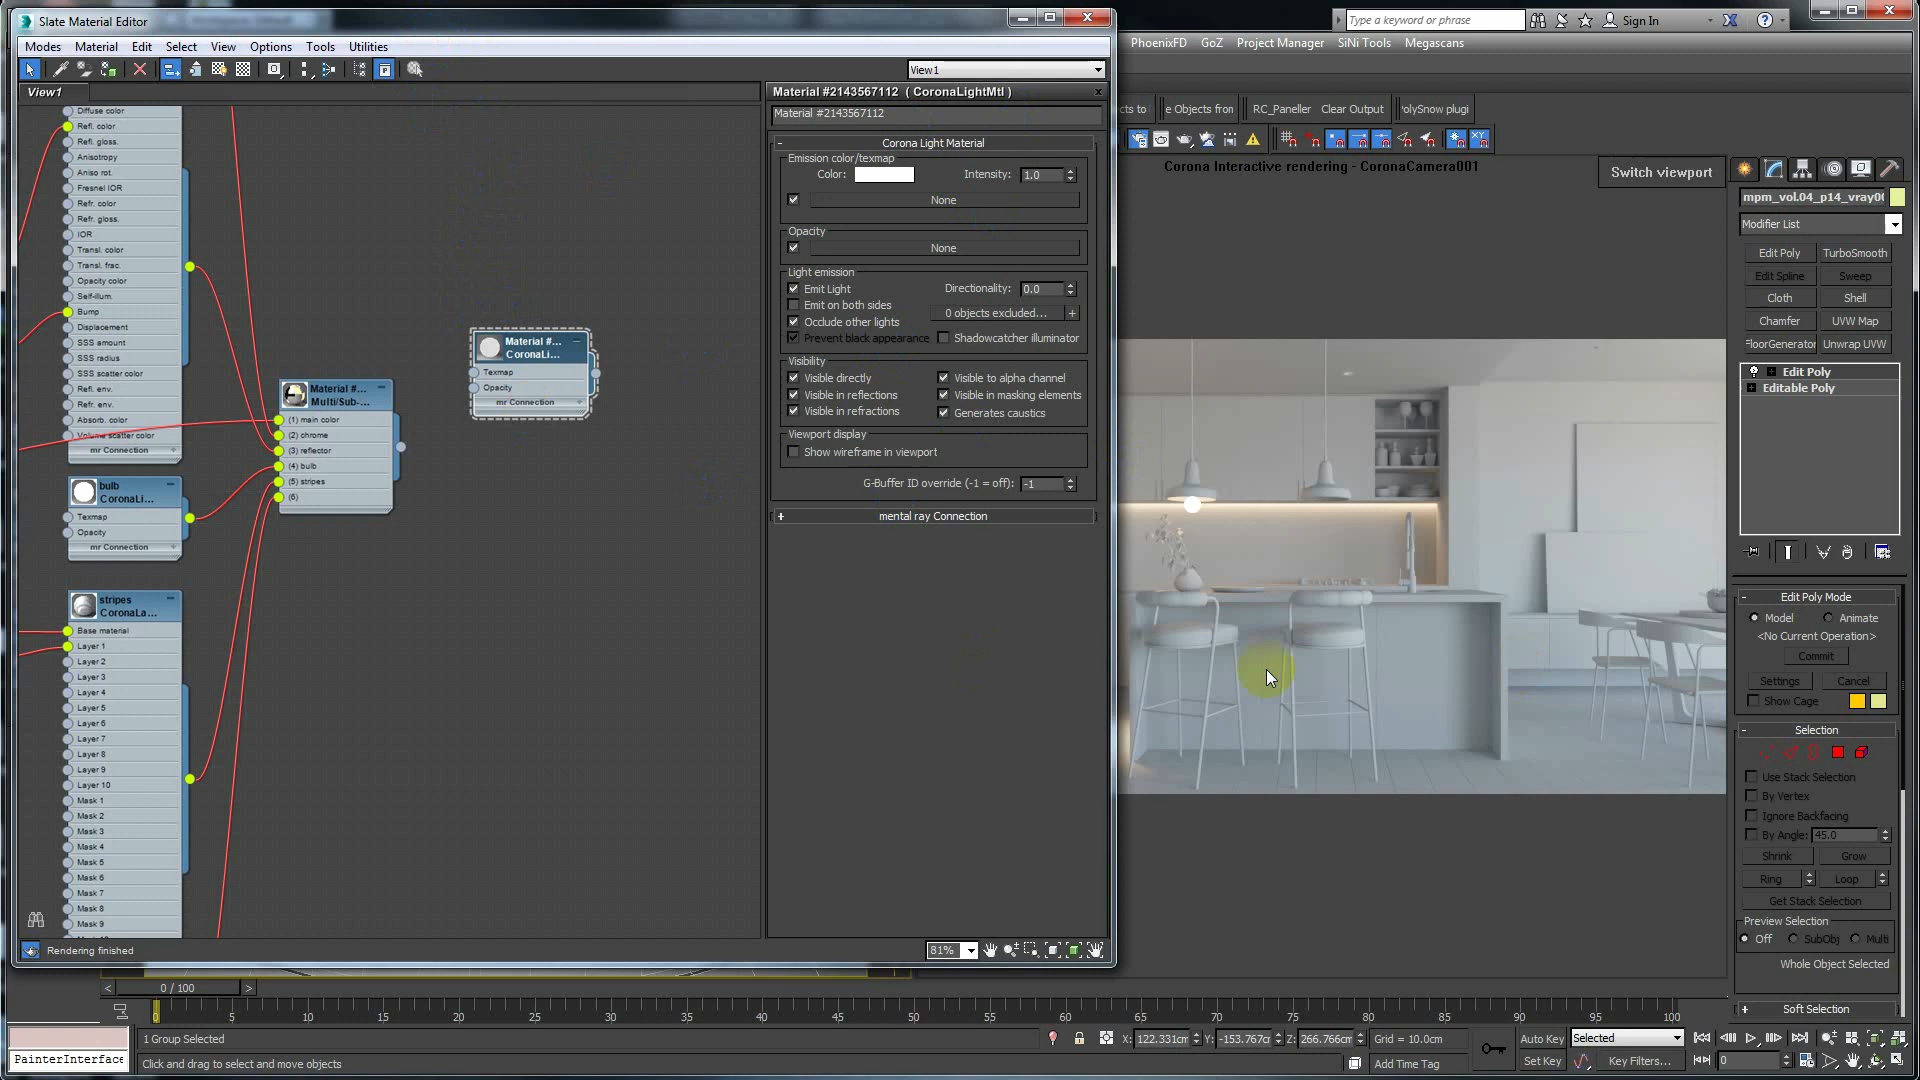 Slate Material Editor
Type a keyword or phrase
Sign In
Modes Material Edit Select View Options Tools Utilities
PhoenixFD GoZ Project Manager SiNi Tools Megascans
View1
View1
Material #2143567112 ( CoronaLightMtl )
Material #2143567112
cts to
e Objects from
RC_Paneller
Clear Output
'olySnow plugi
Corona Interactive rendering - CoronaCamera001
Switch viewport
Diffuse color
Refl. color
Refl. gloss.
Anisotropy
Aniso rot.
Fresnel IOR
Refr. color
Refr. gloss.
IOR
Transl. color
Transl. frac.
Opacity color
Self-illum.
Bump
Displacement
SSS amount
SSS radius
SSS scatter color
Refl. env.
Refr. env.
Absorb. color
Volume scatter color
mr Connection
bulb
CoronaLi...
Texmap
Opacity
mr Connection
stripes
CoronaLa...
Base material
Layer 1
Layer 2
Layer 3
Layer 4
Layer 5
Layer 6
Layer 7
Layer 8
Layer 9
Layer 10
Mask 1
Mask 2
Mask 3
Mask 4
Mask 5
Mask 6
Mask 7
Mask 8
Mask 9
Material #...
Multi/Sub-...
(1) main color
(2) chrome
(3) reflector
(4) bulb
(5) stripes
(6)
Material #...
CoronaLi...
Texmap
Opacity
mr Connection
Corona Light Material
Emission color/texmap
Color:
Intensity: 1.0
None
Opacity
None
Light emission
Emit Light
Directionality: 0.0
Emit on both sides
0 objects excluded... +
Occlude other lights
Prevent black appearance
Shadowcatcher illuminator
Visibility
Visible directly
Visible to alpha channel
Visible in reflections
Visible in masking elements
Visible in refractions
Generates caustics
Viewport display
Show wireframe in viewport
G-Buffer ID override (-1 = off): -1
mental ray Connection
mpm_vol.04_p14_vray0
Modifier List
Edit Poly TurboSmooth
Edit Spline Sweep
Cloth Shell
Chamfer UVW Map
FloorGenerator Unwrap UVW
Edit Poly
Editable Poly
Edit Poly Mode
Model Animate
<No Current Operation>
Commit
Settings Cancel
Show Cage
Selection
Use Stack Selection
By Vertex
Ignore Backfacing
By Angle: 45.0
Shrink Grow
Ring Loop
Get Stack Selection
Preview Selection
Off SubObj Multi
Whole Object Selected
Soft Selection
Rendering finished
81%
< 0 / 100 >
0 5 10 15 20 25 30 35 40 45 50 55 60 65 70 75 80 85 90 95 100
1 Group Selected
X: 122.331cm Y: -153.767cm Z: 266.766cm Grid = 10.0cm
Auto Key
Selected
PainterInterface
Click and drag to select and move objects
Add Time Tag
Set Key
Key Filters...
0